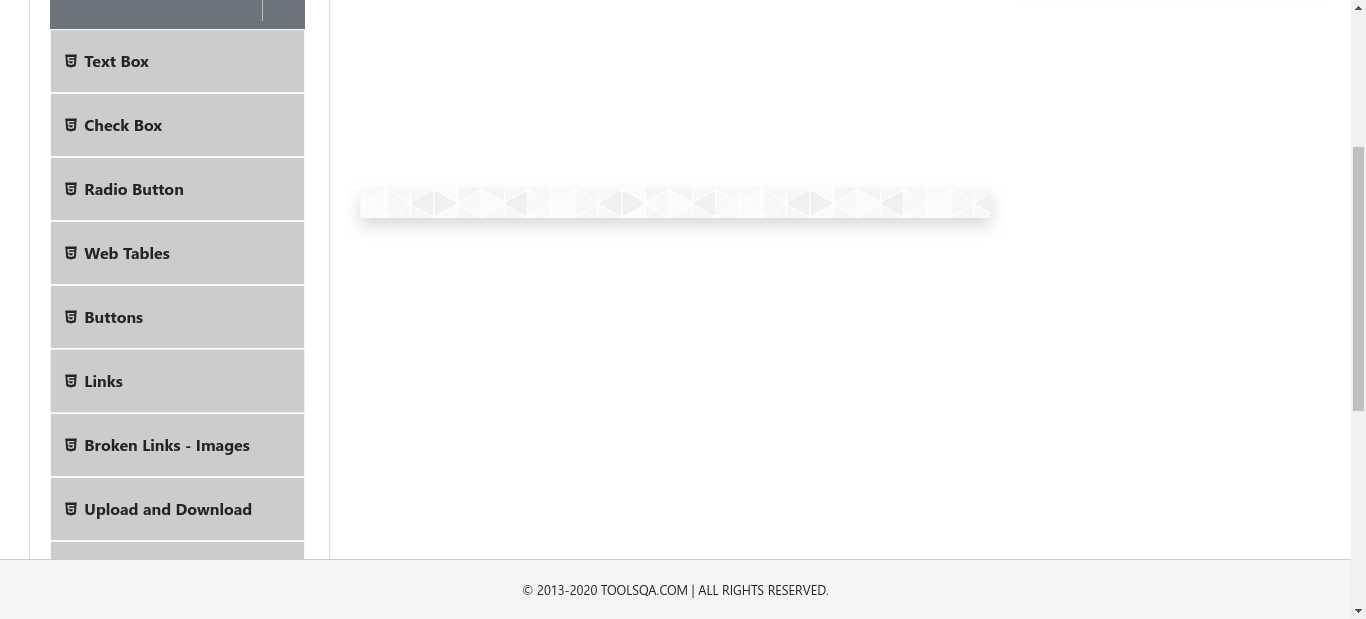 Text Box
Check Box
Radio Button
Web Tables
Buttons
Links
Broken Links - Images
Upload and Download
© 2013-2020 TOOLSQA.COM | ALL RIGHTS RESERVED.